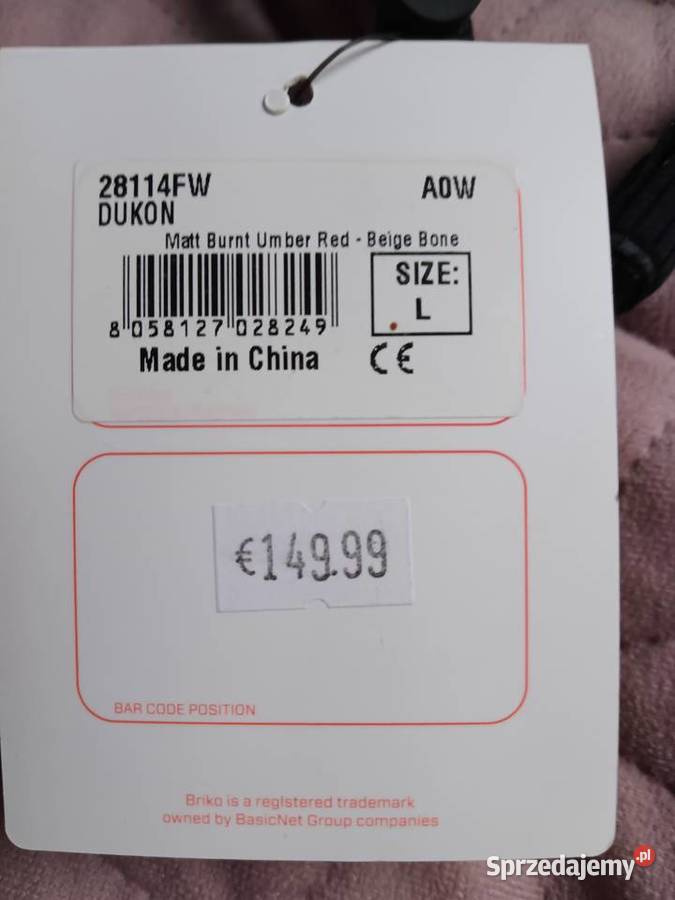 28114FW A0W
DUKON
Matt Burnt Umber Red - Beige Bone
SIZE:
L
8 058127 028249
Made in China CE
€149.99
BAR CODE POSITION
Briko is a registered trademark
owned by BasicNet Group companies
Sprzedajemy.pl